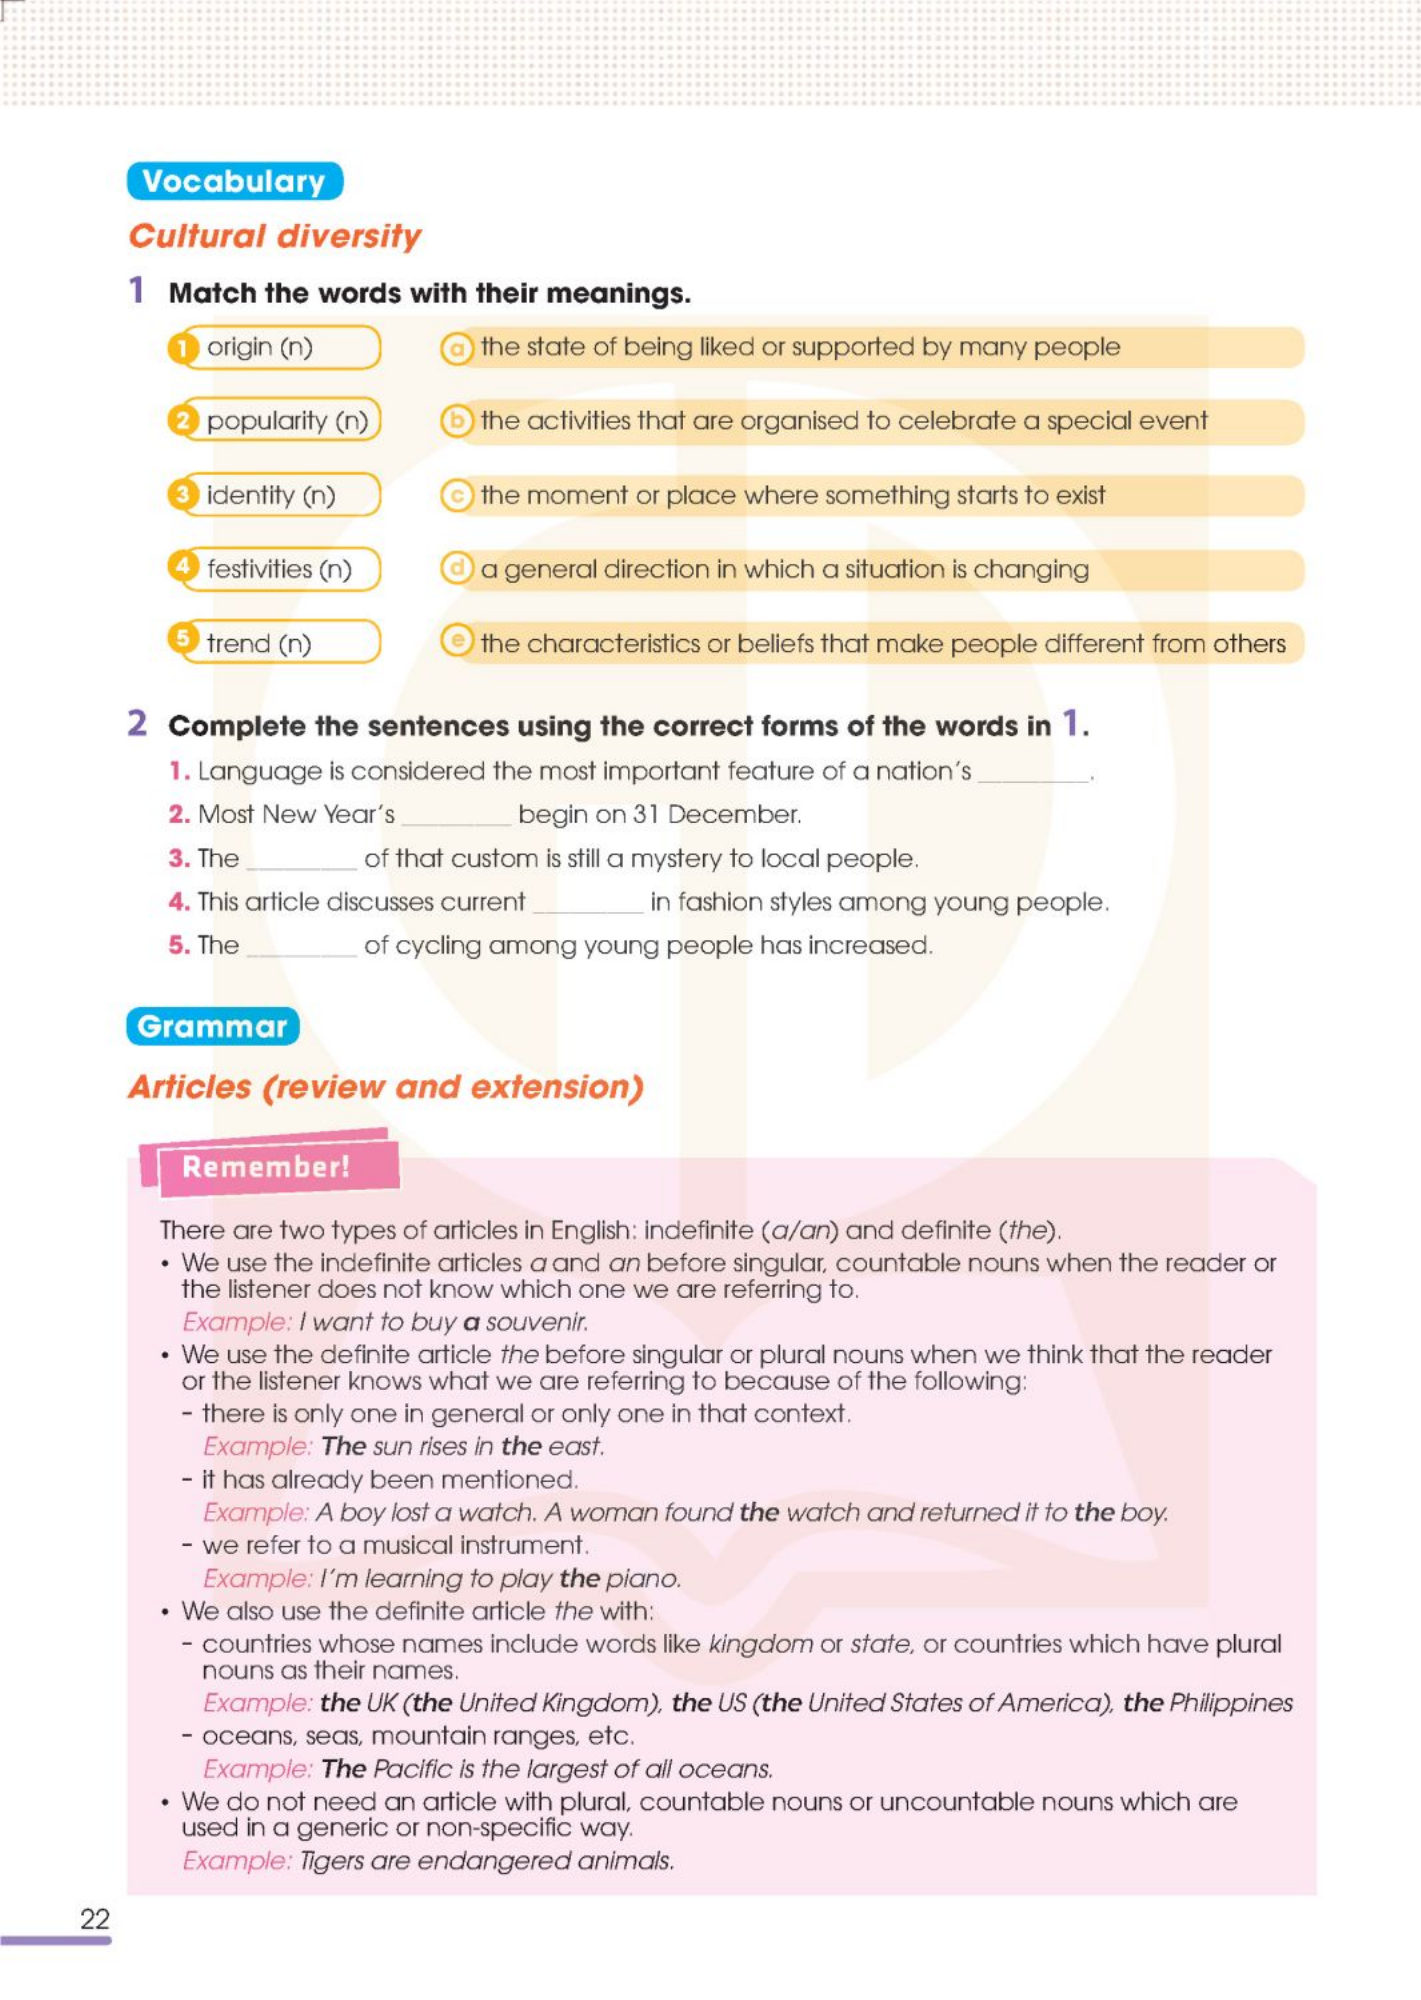 Vocabulary
Cultural diversity
1 Match the words with their meanings.
1 origin (n)
a the state of being liked or supported by many people
2 popularity (n)
b the activities that are organised to celebrate a special event
3 identity (n)
c the moment or place where something starts to exist
4 festivities (n)
d a general direction in which a situation is changing
5 trend (n)
e the characteristics or beliefs that make people different from others
2 Complete the sentences using the correct forms of the words in 1.
1. Language is considered the most important feature of a nation's ________.
2. Most New Year's ________ begin on 31 December.
3. The ________ of that custom is still a mystery to local people.
4. This article discusses current ________ in fashion styles among young people.
5. The ________ of cycling among young people has increased.
Grammar
Articles (review and extension)
Remember!
There are two types of articles in English: indefinite (a/an) and definite (the).
• We use the indefinite articles a and an before singular, countable nouns when the reader or
the listener does not know which one we are referring to.
Example: I want to buy a souvenir.
• We use the definite article the before singular or plural nouns when we think that the reader
or the listener knows what we are referring to because of the following:
- there is only one in general or only one in that context.
Example: The sun rises in the east.
- it has already been mentioned.
Example: A boy lost a watch. A woman found the watch and returned it to the boy.
- we refer to a musical instrument.
Example: I'm learning to play the piano.
• We also use the definite article the with:
- countries whose names include words like kingdom or state, or countries which have plural
nouns as their names.
Example: the UK (the United Kingdom), the US (the United States of America), the Philippines
- oceans, seas, mountain ranges, etc.
Example: The Pacific is the largest of all oceans.
• We do not need an article with plural, countable nouns or uncountable nouns which are
used in a generic or non-specific way.
Example: Tigers are endangered animals.
22